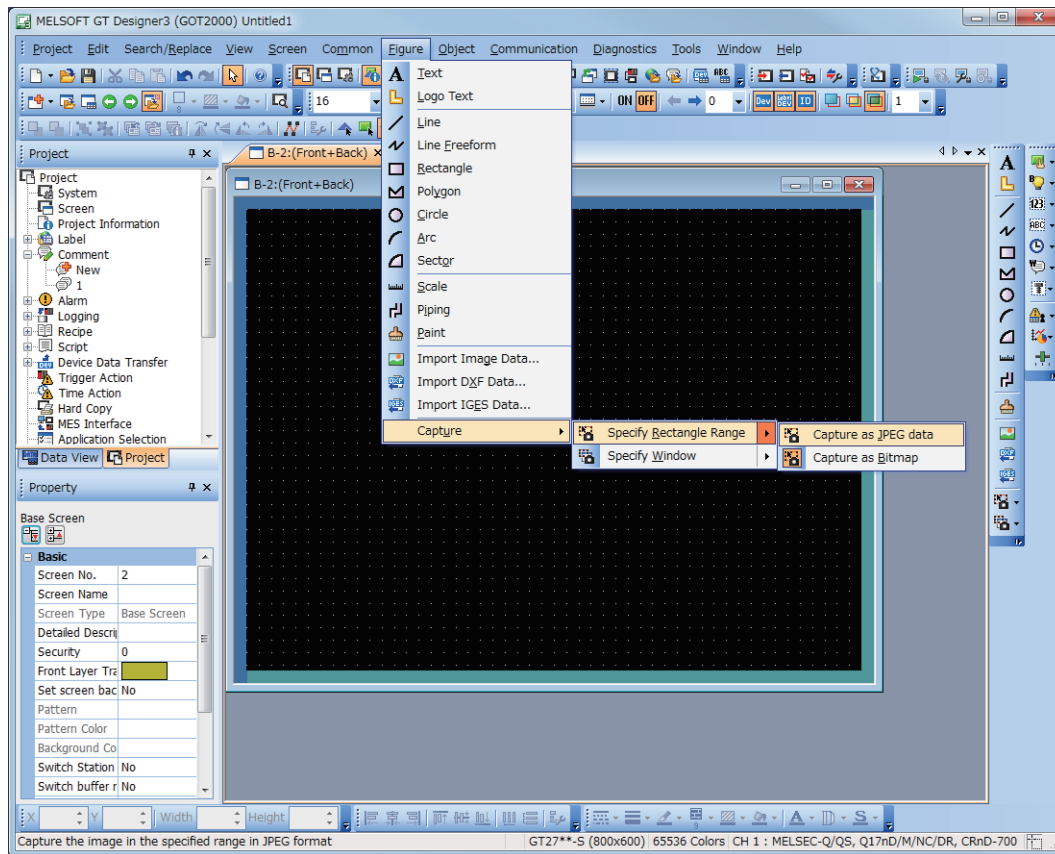 MELSOFT GT Designer3 (GOT2000) Untitled1
Project Edit Search/Replace View Screen Common Figure Object Communication Diagnostics Tools Window Help
16
ON OFF
0
Dev
ID
1
Project
B-2:(Front+Back)
Project
System
Screen
Project Information
Label
Comment
New
1
Alarm
Logging
Recipe
Script
Device Data Transfer
Trigger Action
Time Action
Hard Copy
MES Interface
Application Selection
Data View Project
B-2:(Front+Back)
Text
Logo Text
Line
Line Freeform
Rectangle
Polygon
Circle
Arc
Sector
Scale
Piping
Paint
Import Image Data...
Import DXF Data...
Import IGES Data...
Capture
Specify Rectangle Range
Specify Window
Capture as JPEG data
Capture as Bitmap
Property
Base Screen
Basic
Screen No. 2
Screen Name
Screen Type Base Screen
Detailed Descri
Security 0
Front Layer Tra
Set screen bac No
Pattern
Pattern Color
Background Co
Switch Station No
Switch buffer r No
X Y Width Height
Capture the image in the specified range in JPEG format
GT27**-S (800x600) 65536 Colors CH 1 : MELSEC-Q/QS, Q17nD/M/NC/DR, CRnD-700